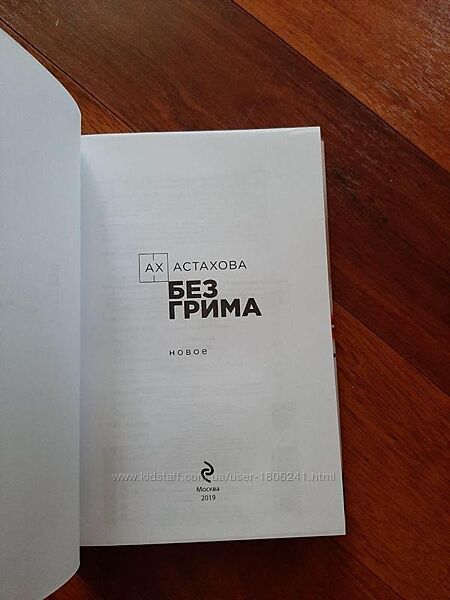 АХ АСТАХОВА
БЕЗ
ГРИМА
новое
www.kidstaff.com.ua/user-1806241.html
Москва
2019